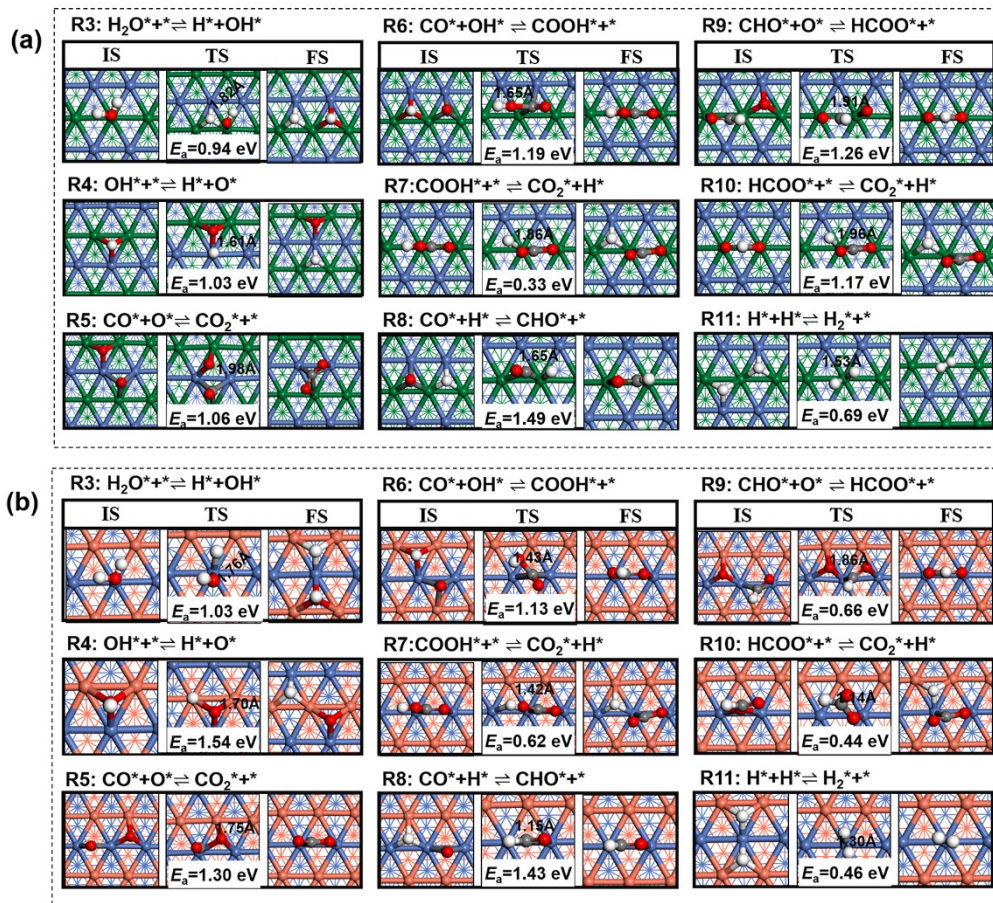 (a)
R3: H₂O*+*⇌ H*+OH*
IS TS FS
1.82Å
Eₐ=0.94 eV
R6: CO*+OH* ⇌ COOH*+*
IS TS FS
1.65Å
Eₐ=1.19 eV
R9: CHO*+O* ⇌ HCOO*+*
IS TS FS
1.91Å
Eₐ=1.26 eV
R4: OH*+*⇌ H*+O*
1.61Å
Eₐ=1.03 eV
R7:COOH*+* ⇌ CO₂*+H*
1.86Å
Eₐ=0.33 eV
R10: HCOO*+* ⇌ CO₂*+H*
1.96Å
Eₐ=1.17 eV
R5: CO*+O*⇌ CO₂*+*
1.98Å
Eₐ=1.06 eV
R8: CO*+H* ⇌ CHO*+*
1.65Å
Eₐ=1.49 eV
R11: H*+H*⇌ H₂*+*
1.53Å
Eₐ=0.69 eV
(b)
R3: H₂O*+*⇌ H*+OH*
IS TS FS
1.76Å
Eₐ=1.03 eV
R6: CO*+OH* ⇌ COOH*+*
IS TS FS
1.43Å
Eₐ=1.13 eV
R9: CHO*+O* ⇌ HCOO*+*
IS TS FS
1.86Å
Eₐ=0.66 eV
R4: OH*+*⇌ H*+O*
1.70Å
Eₐ=1.54 eV
R7:COOH*+* ⇌ CO₂*+H*
1.42Å
Eₐ=0.62 eV
R10: HCOO*+* ⇌ CO₂*+H*
Eₐ=0.44 eV
R5: CO*+O*⇌ CO₂*+*
.75Å
Eₐ=1.30 eV
R8: CO*+H* ⇌ CHO*+*
1.15Å
Eₐ=1.43 eV
R11: H*+H*⇌ H₂*+*
1.30Å
Eₐ=0.46 eV